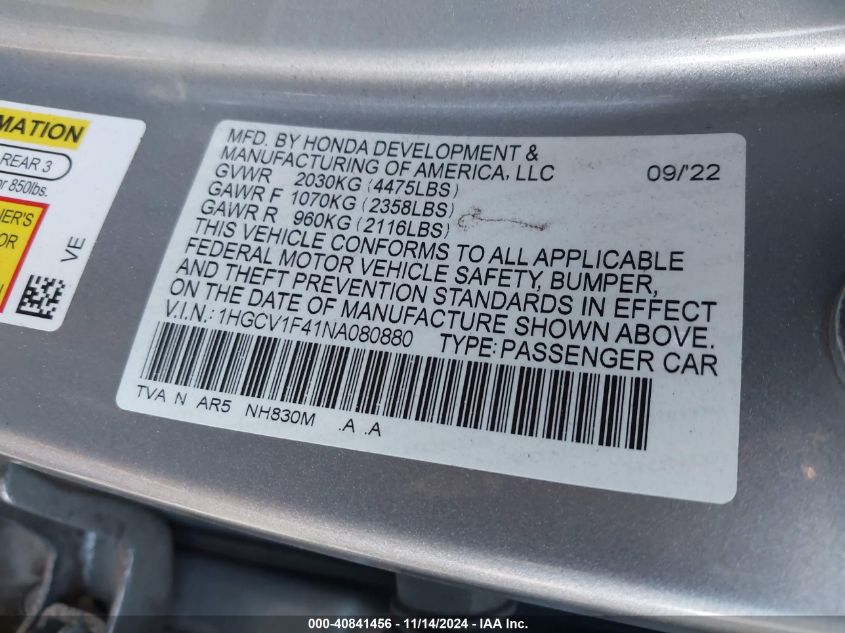 MATION
REAR 3
or 850lbs.
NER'S
OR
VE
MFD. BY HONDA DEVELOPMENT &
MANUFACTURING OF AMERICA, LLC 09/'22
GVWR 2030KG (4475LBS)
GAWR F 1070KG (2358LBS)
GAWR R 960KG (2116LBS)
THIS VEHICLE CONFORMS TO ALL APPLICABLE
FEDERAL MOTOR VEHICLE SAFETY, BUMPER,
AND THEFT PREVENTION STANDARDS IN EFFECT
ON THE DATE OF MANUFACTURE SHOWN ABOVE.
V.I.N.: 1HGCV1F41NA080880 TYPE: PASSENGER CAR
TVA N AR5 NH830M .A .A
000-40841456 - 11/14/2024 - IAA Inc.